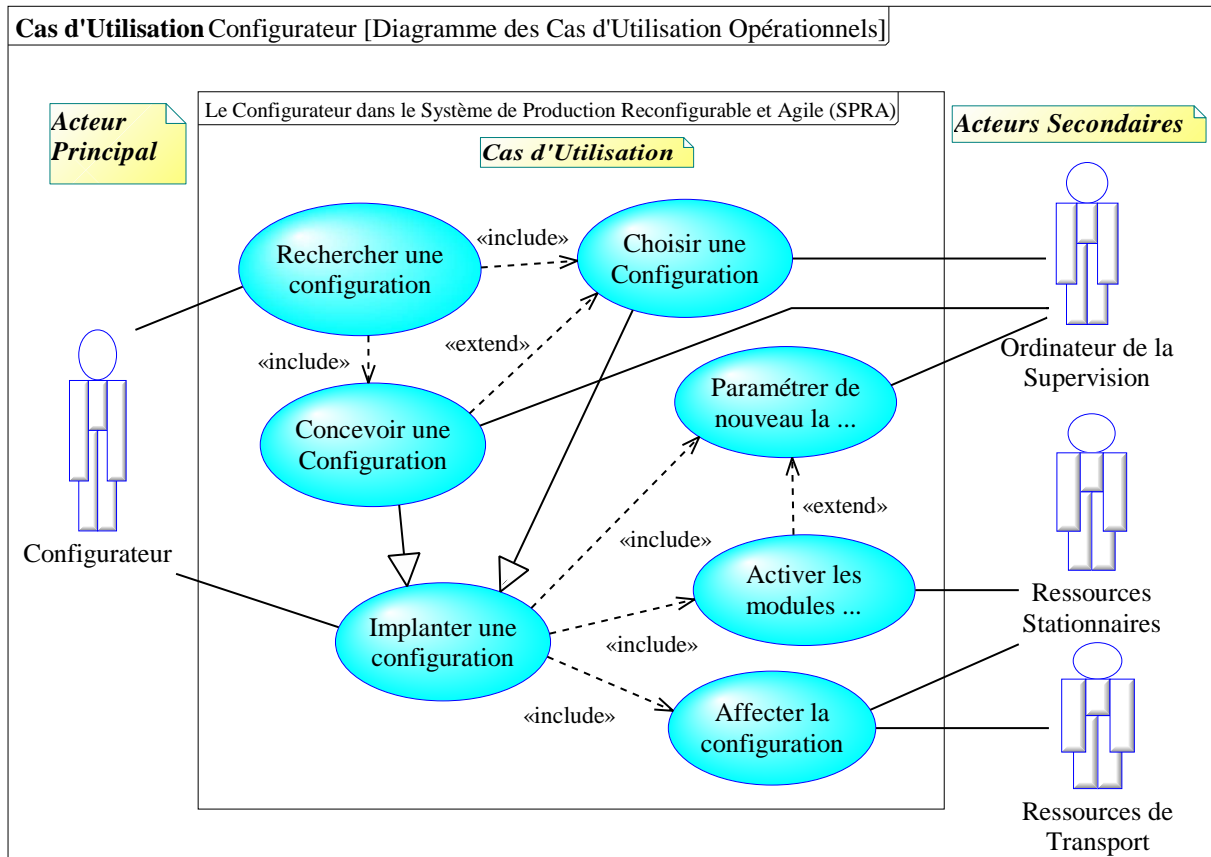 Cas d'Utilisation Configurateur [Diagramme des Cas d'Utilisation Opérationnels]
Le Configurateur dans le Système de Production Reconfigurable et Agile (SPRA)
Acteur
Principal
Cas d'Utilisation
Acteurs Secondaires
Rechercher une
configuration
«include»
Choisir une
Configuration
«include»
«extend»
Ordinateur de la
Supervision
Concevoir une
Configuration
Paramétrer de
nouveau la ...
Configurateur
«extend»
«include»
Activer les
modules ...
Ressources
Stationnaires
Implanter une
configuration
«include»
«include»
Affecter la
configuration
Ressources de
Transport